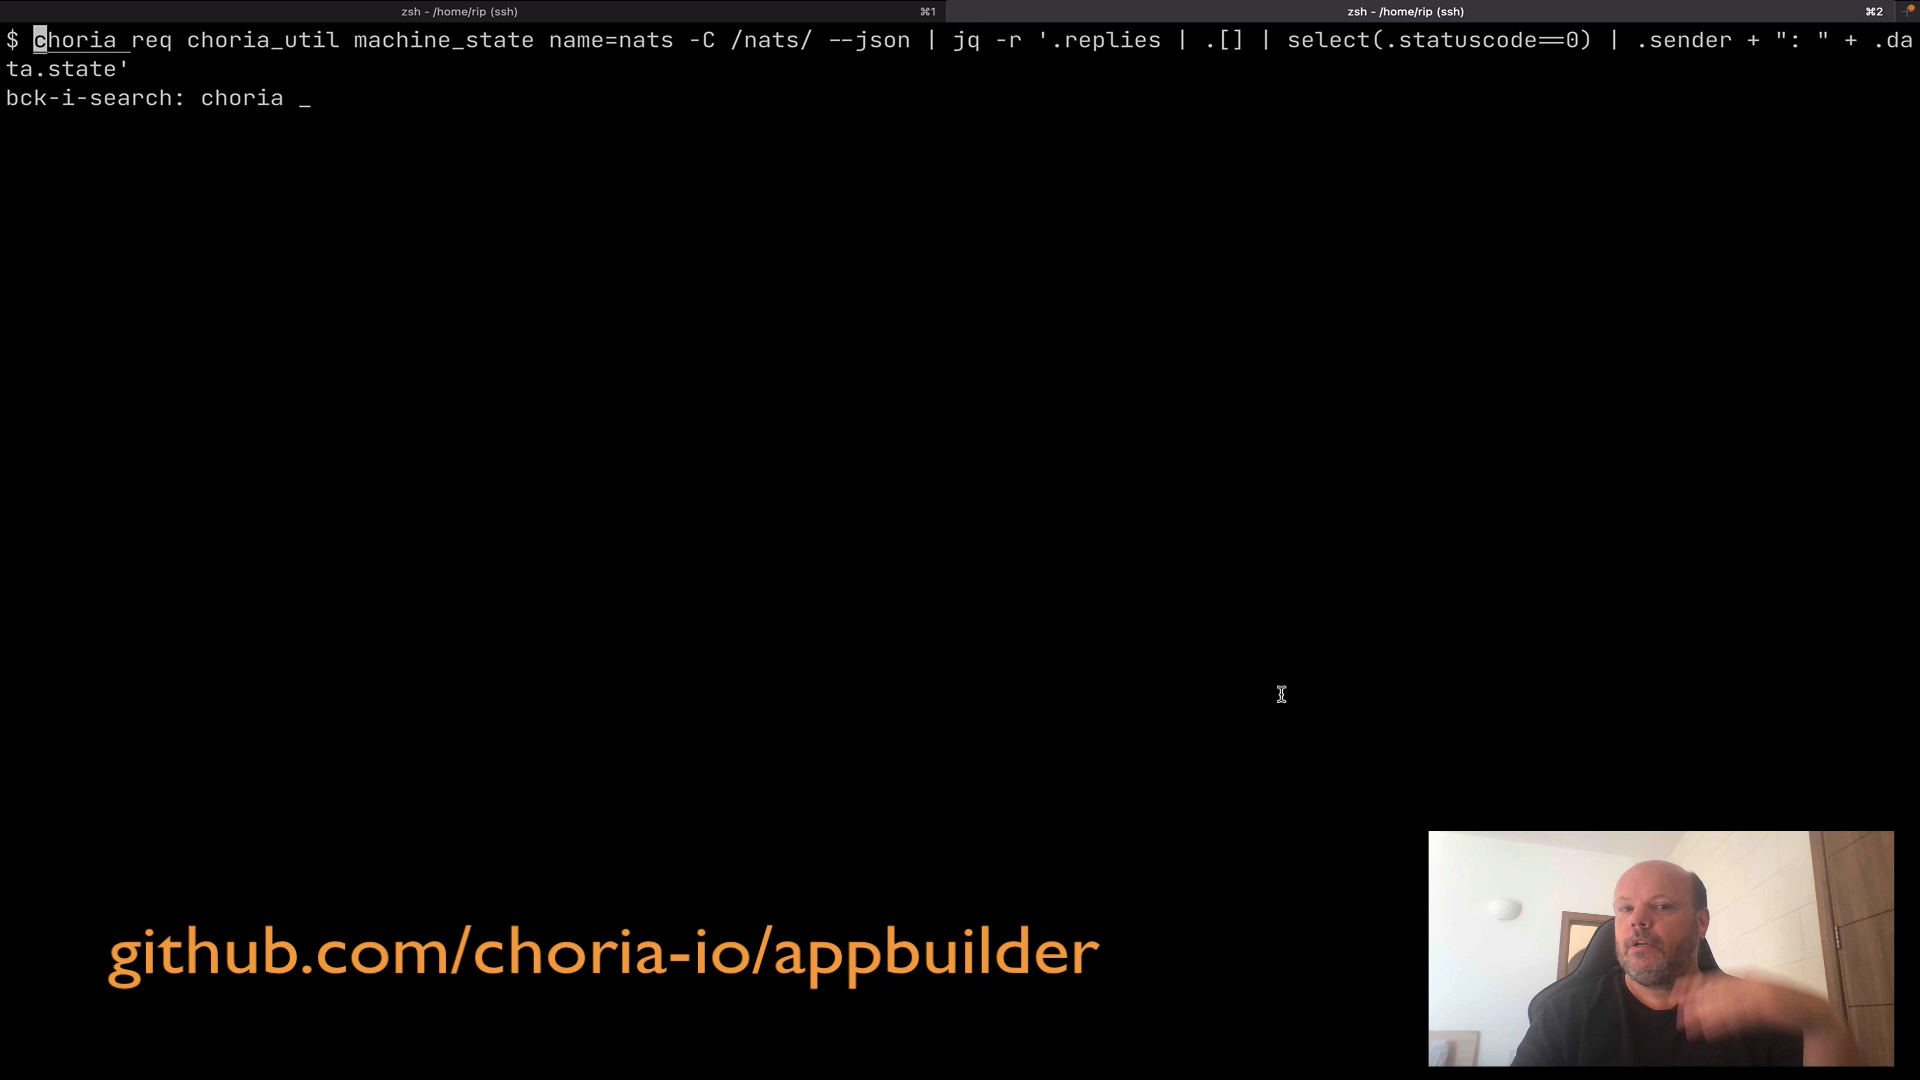 zsh - /home/rip (ssh) ⌘1 zsh - /home/rip (ssh) ⌘2
$ choria req choria_util machine_state name=nats -C /nats/ --json | jq -r '.replies | .[] | select(.statuscode==0) | .sender + ": " + .da
ta.state'
bck-i-search: choria _
github.com/choria-io/appbuilder